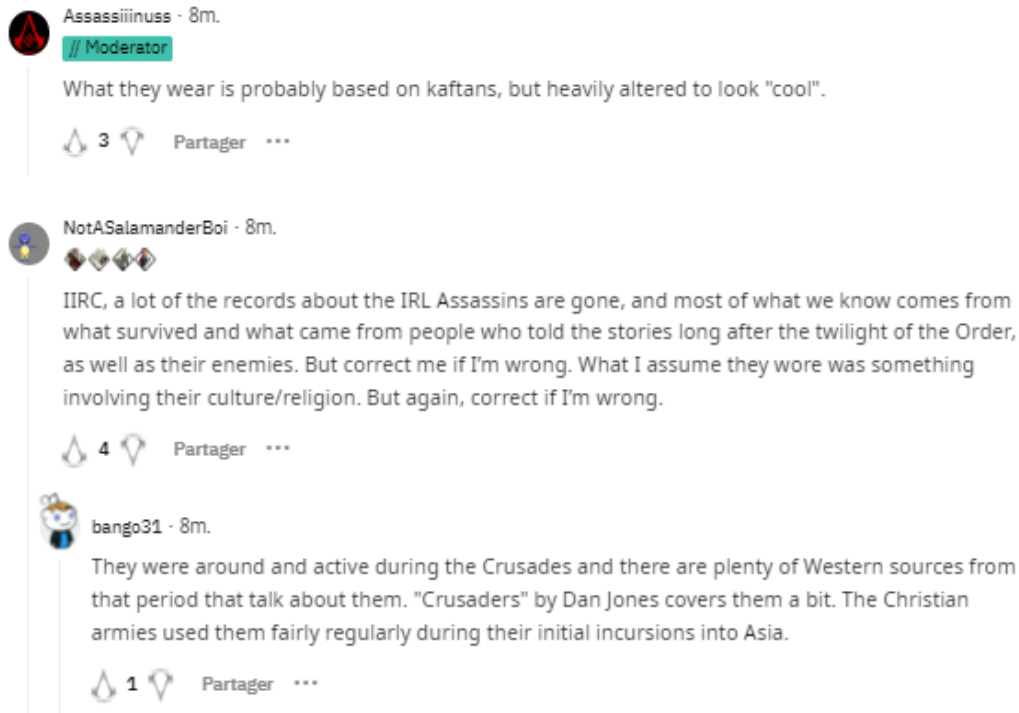 Assassiiinuss · 8m.
// Moderator
What they wear is probably based on kaftans, but heavily altered to look "cool".
3 Partager ···
NotASalamanderBoi · 8m.
IIRC, a lot of the records about the IRL Assassins are gone, and most of what we know comes from
what survived and what came from people who told the stories long after the twilight of the Order,
as well as their enemies. But correct me if I'm wrong. What I assume they wore was something
involving their culture/religion. But again, correct if I'm wrong.
4 Partager ···
bango31 · 8m.
They were around and active during the Crusades and there are plenty of Western sources from
that period that talk about them. "Crusaders" by Dan Jones covers them a bit. The Christian
armies used them fairly regularly during their initial incursions into Asia.
1 Partager ···